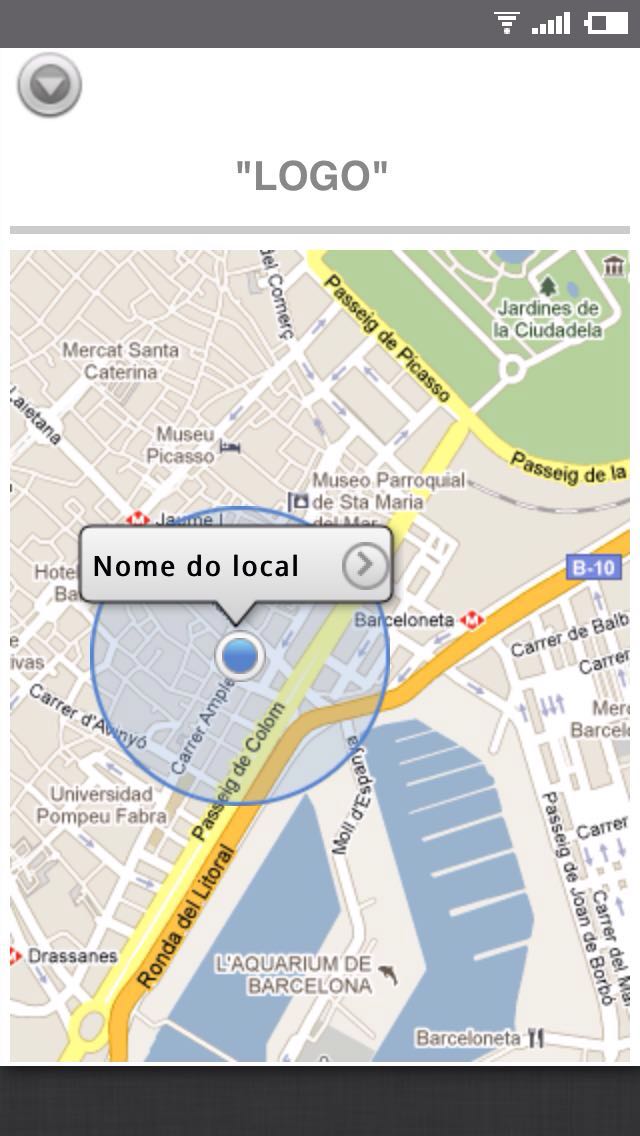 "LOGO"
del Comerç
Passeig de Picasso
Jardines de
la Ciudadela
Mercat Santa
Caterina
Laietana
Museu
Picasso
Passeig de la
Museo Parroquial
de Sta Maria
del Mar
Jaume I
Nome do local
B-10
Hotel
Ba
Barceloneta
Carrer de Balb
Carrer
e
ivas
Carrer d'Avinyó
Carrer Ample
Passeig de Colom
Merc
Barcelo
Moll d'Espanya
Universidad
Pompeu Fabra
Passeig de Joan de Borbó
Carrer
Carrer del Mar
Ronda del Litoral
Drassanes
L'AQUARIUM DE
BARCELONA
Barceloneta